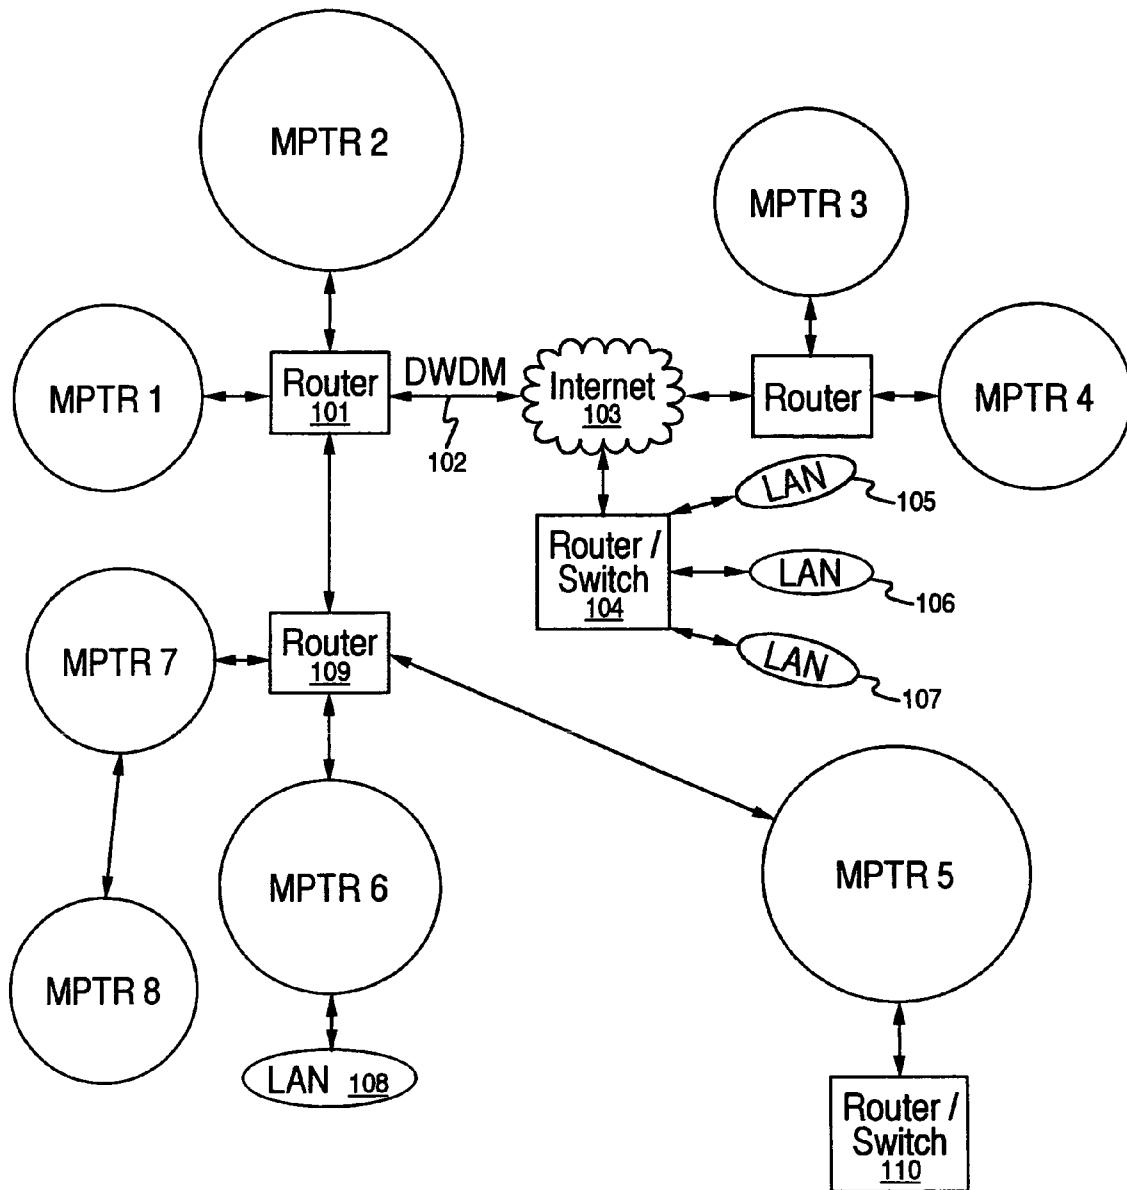 MPTR 2
MPTR 3
MPTR 1
Router
101
DWDM
102
Internet
103
Router
MPTR 4
LAN
105
Router /
Switch
104
LAN
106
LAN
107
MPTR 7
Router
109
MPTR 6
MPTR 5
MPTR 8
LAN 108
Router /
Switch
110